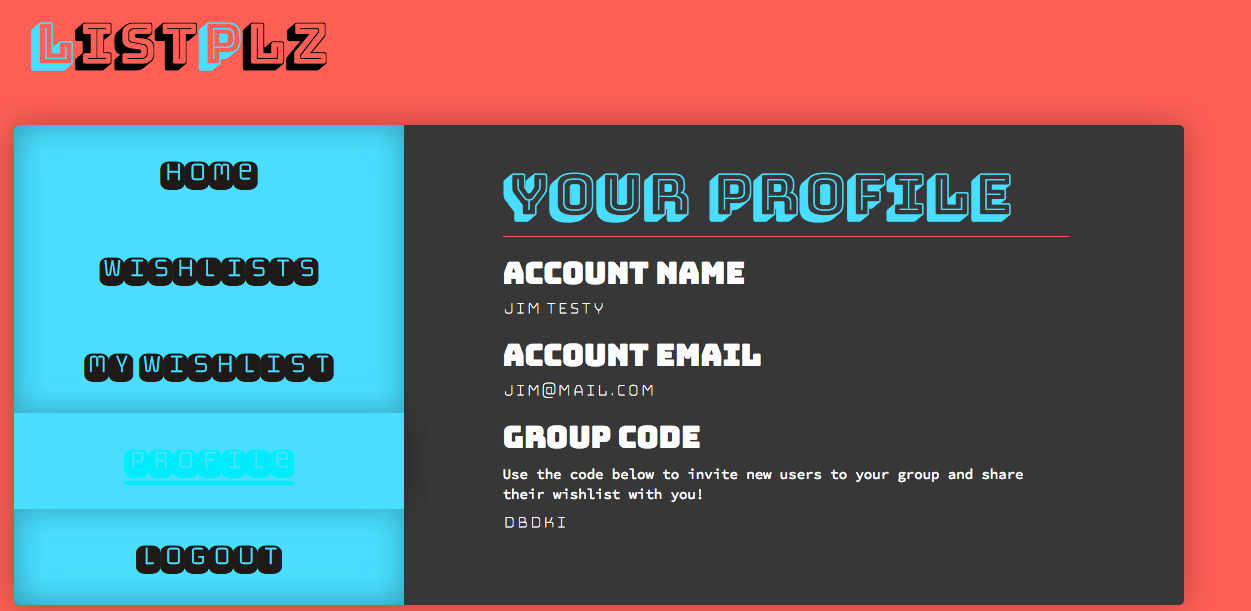 LISTPLZ
HOME
WISHLISTS
MY WISHLIST
PROFILE
LOGOUT
YOUR PROFILE
ACCOUNT NAME
JIM TESTY
ACCOUNT EMAIL
JIM@MAIL.COM
GROUP CODE
Use the code below to invite new users to your group and share
their wishlist with you!
DBDKI